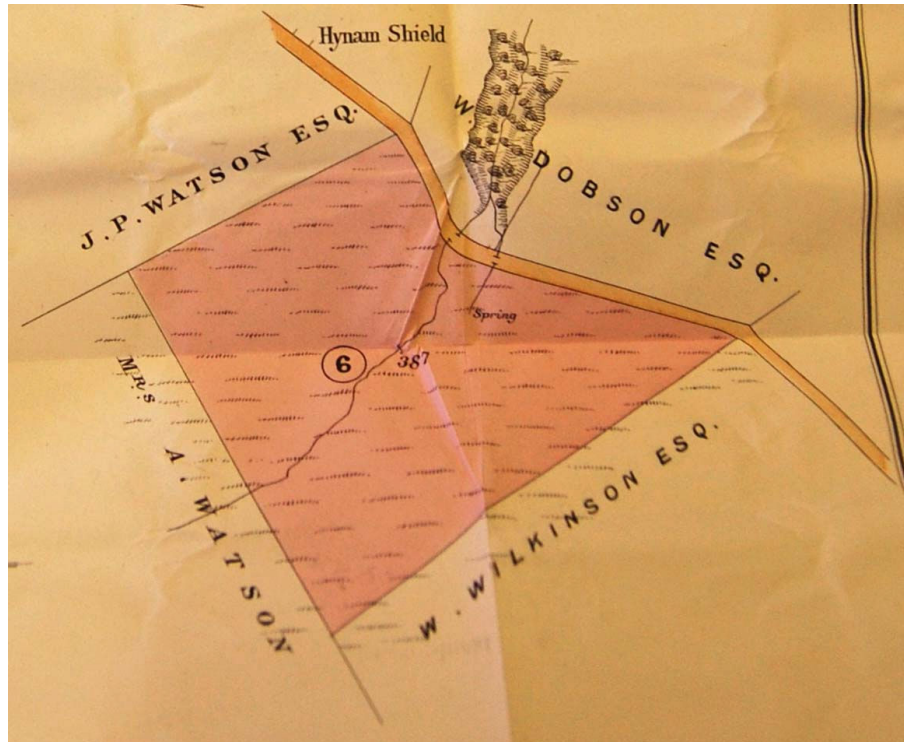 Hynam Shield
J. P. WATSON ESQ.
W. DOBSON ESQ.
Spring
6
387
Mrs A. WATSON
W. WILKINSON ESQ.